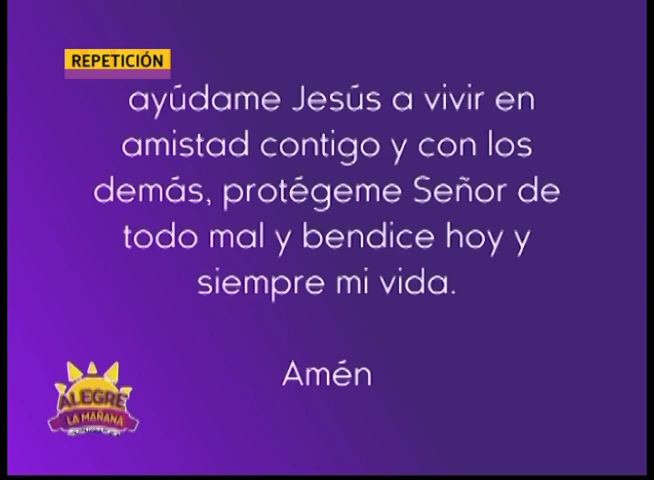 REPETICIÓN
ayúdame Jesús a vivir en
amistad contigo y con los
demás, protégeme Señor de
todo mal y bendice hoy y
siempre mi vida.
Amén
ALEGRE
LA MAÑANA